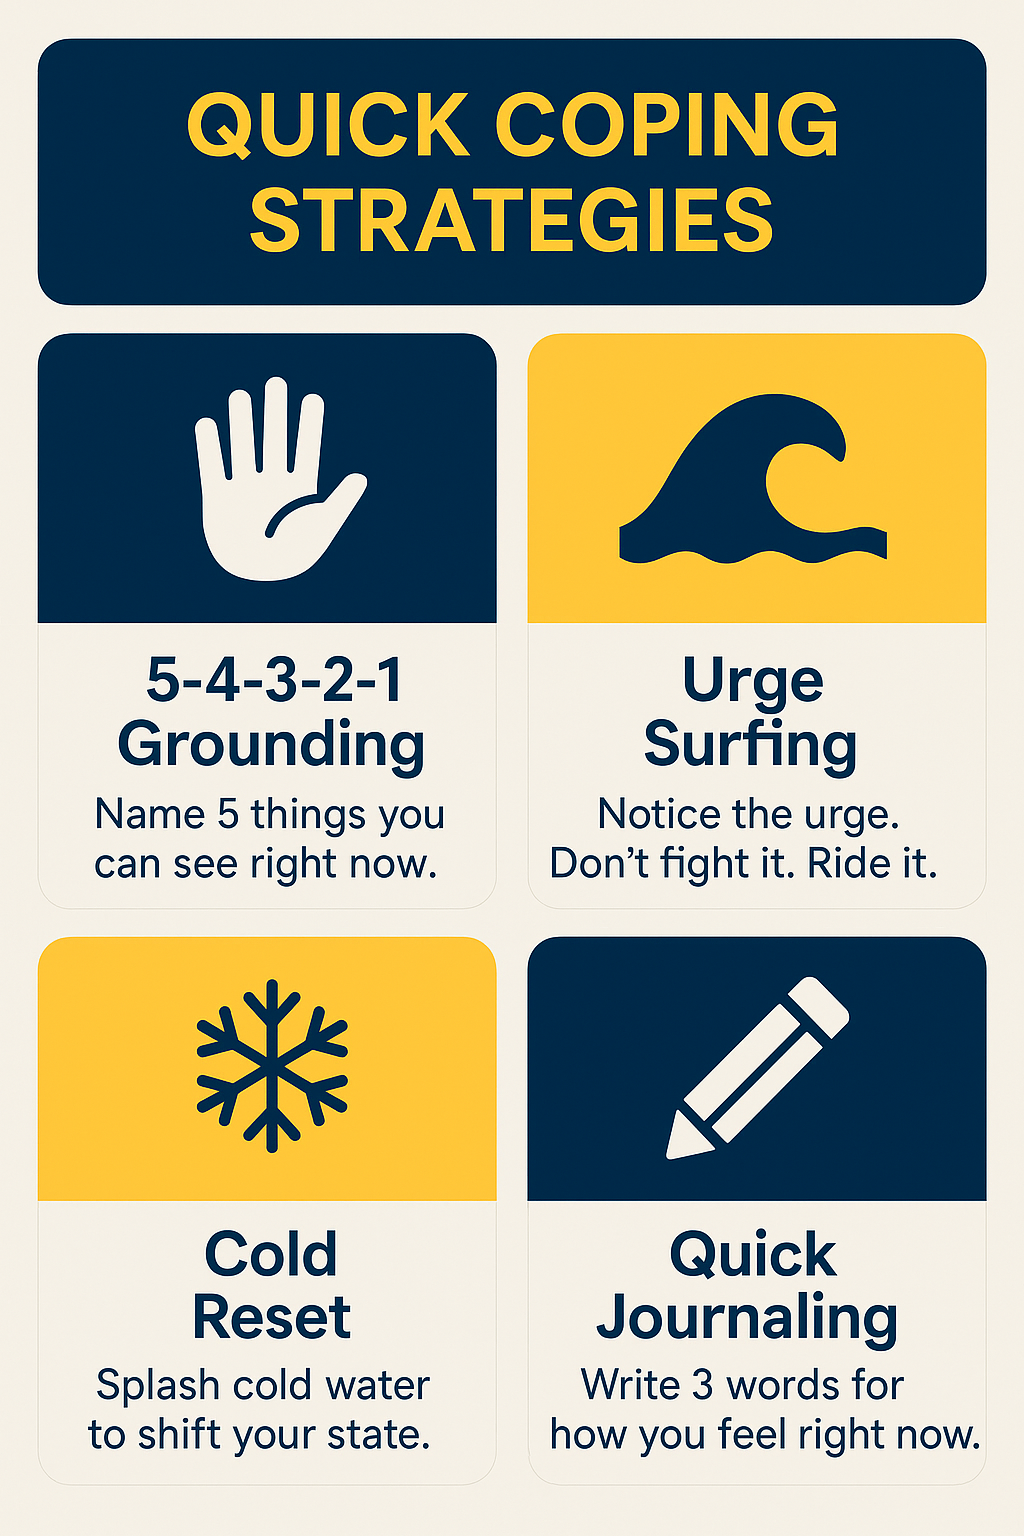 QUICK COPING
STRATEGIES
5-4-3-2-1
Grounding
Name 5 things you
can see right now.
Urge
Surfing
Notice the urge.
Don’t fight it. Ride it.
Cold
Reset
Splash cold water
to shift your state.
Quick
Journaling
Write 3 words for
how you feel right now.